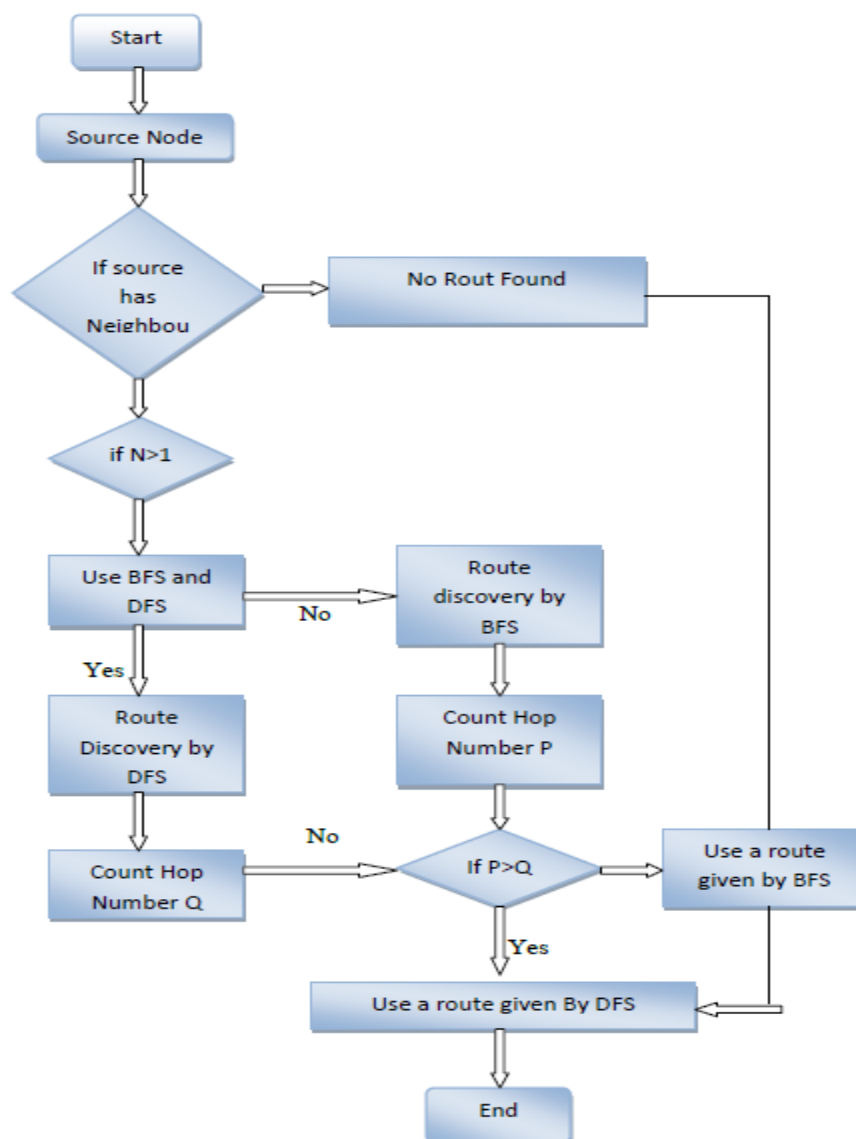 Start
Source Node
If source
has
Neighbou
No Rout Found
if N>1
Use BFS and
DFS
No
Route
discovery by
BFS
Yes
Route
Discovery by
DFS
Count Hop
Number P
Count Hop
Number Q
No
If P>Q
Use a route
given by BFS
Yes
Use a route given By DFS
End